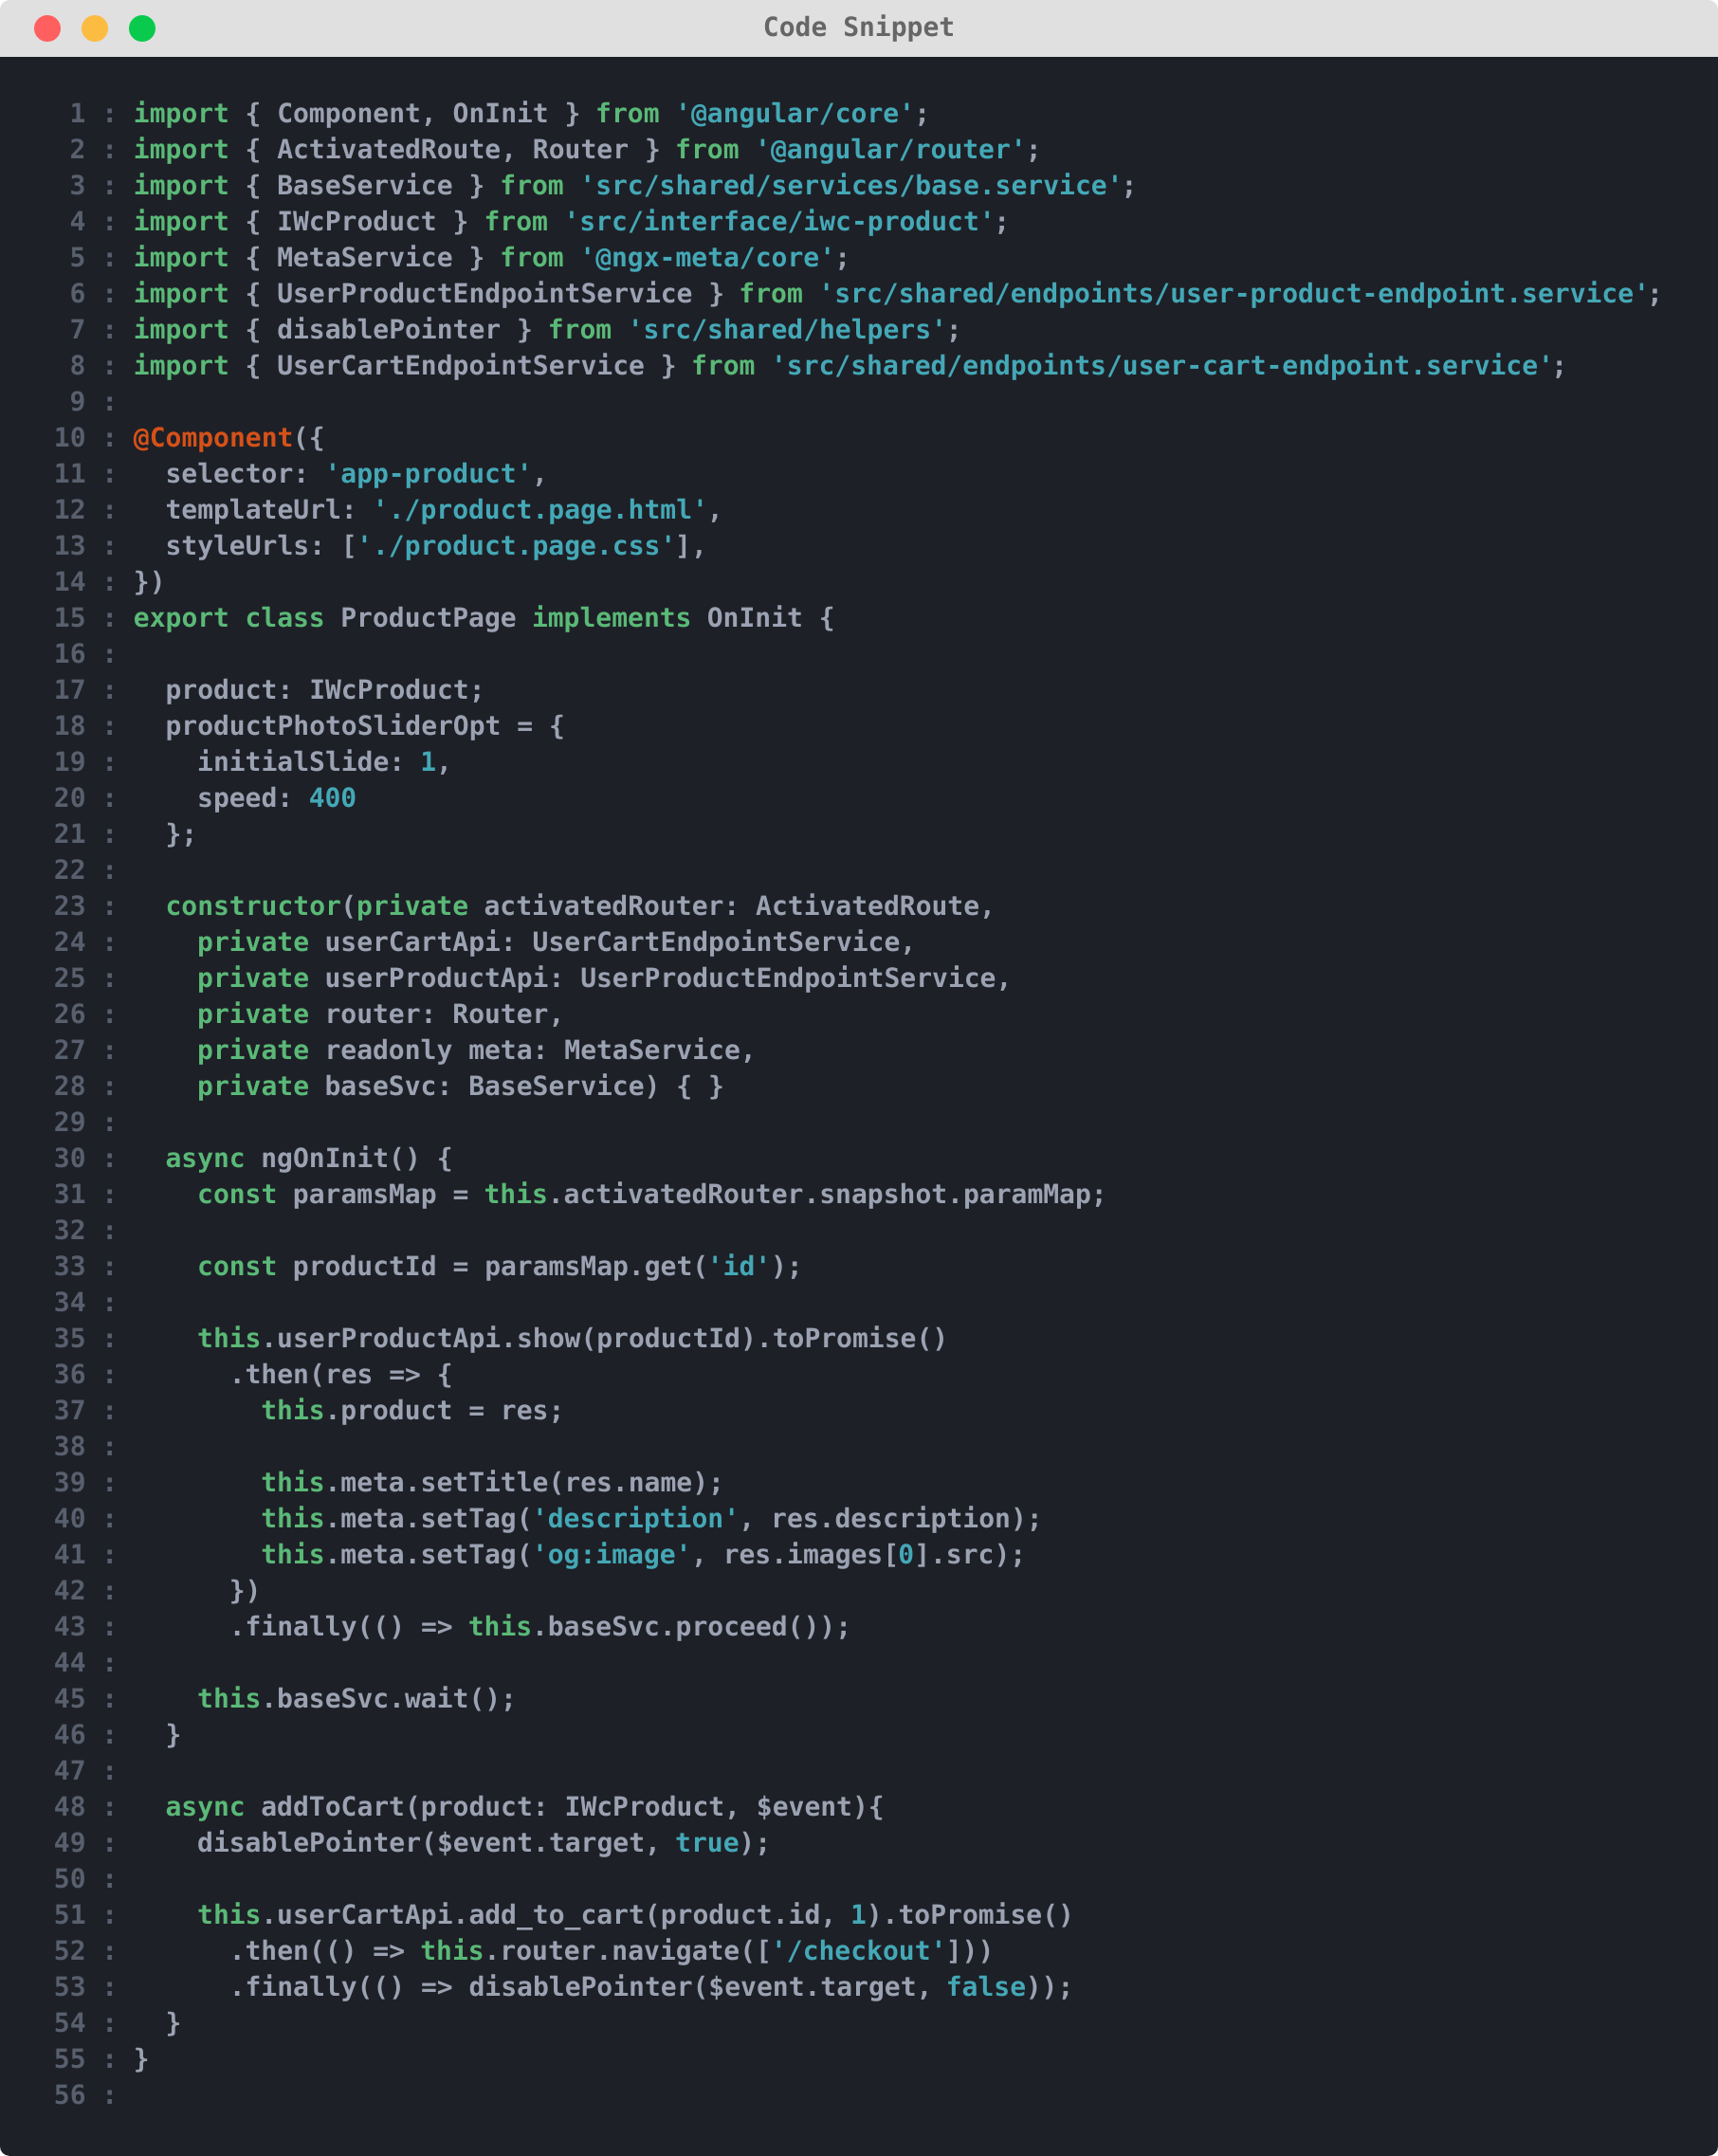 Code Snippet
1 : import { Component, OnInit } from '@angular/core';
2 : import { ActivatedRoute, Router } from '@angular/router';
3 : import { BaseService } from 'src/shared/services/base.service';
4 : import { IWcProduct } from 'src/interface/iwc-product';
5 : import { MetaService } from '@ngx-meta/core';
6 : import { UserProductEndpointService } from 'src/shared/endpoints/user-product-endpoint.service';
7 : import { disablePointer } from 'src/shared/helpers';
8 : import { UserCartEndpointService } from 'src/shared/endpoints/user-cart-endpoint.service';
9 :
10 : @Component({
11 :   selector: 'app-product',
12 :   templateUrl: './product.page.html',
13 :   styleUrls: ['./product.page.css'],
14 : })
15 : export class ProductPage implements OnInit {
16 :
17 :   product: IWcProduct;
18 :   productPhotoSliderOpt = {
19 :     initialSlide: 1,
20 :     speed: 400
21 :   };
22 :
23 :   constructor(private activatedRouter: ActivatedRoute,
24 :     private userCartApi: UserCartEndpointService,
25 :     private userProductApi: UserProductEndpointService,
26 :     private router: Router,
27 :     private readonly meta: MetaService,
28 :     private baseSvc: BaseService) { }
29 :
30 :   async ngOnInit() {
31 :     const paramsMap = this.activatedRouter.snapshot.paramMap;
32 :
33 :     const productId = paramsMap.get('id');
34 :
35 :     this.userProductApi.show(productId).toPromise()
36 :       .then(res => {
37 :         this.product = res;
38 :
39 :         this.meta.setTitle(res.name);
40 :         this.meta.setTag('description', res.description);
41 :         this.meta.setTag('og:image', res.images[0].src);
42 :       })
43 :       .finally(() => this.baseSvc.proceed());
44 :
45 :     this.baseSvc.wait();
46 :   }
47 :
48 :   async addToCart(product: IWcProduct, $event){
49 :     disablePointer($event.target, true);
50 :
51 :     this.userCartApi.add_to_cart(product.id, 1).toPromise()
52 :       .then(() => this.router.navigate(['/checkout']))
53 :       .finally(() => disablePointer($event.target, false));
54 :   }
55 : }
56 :